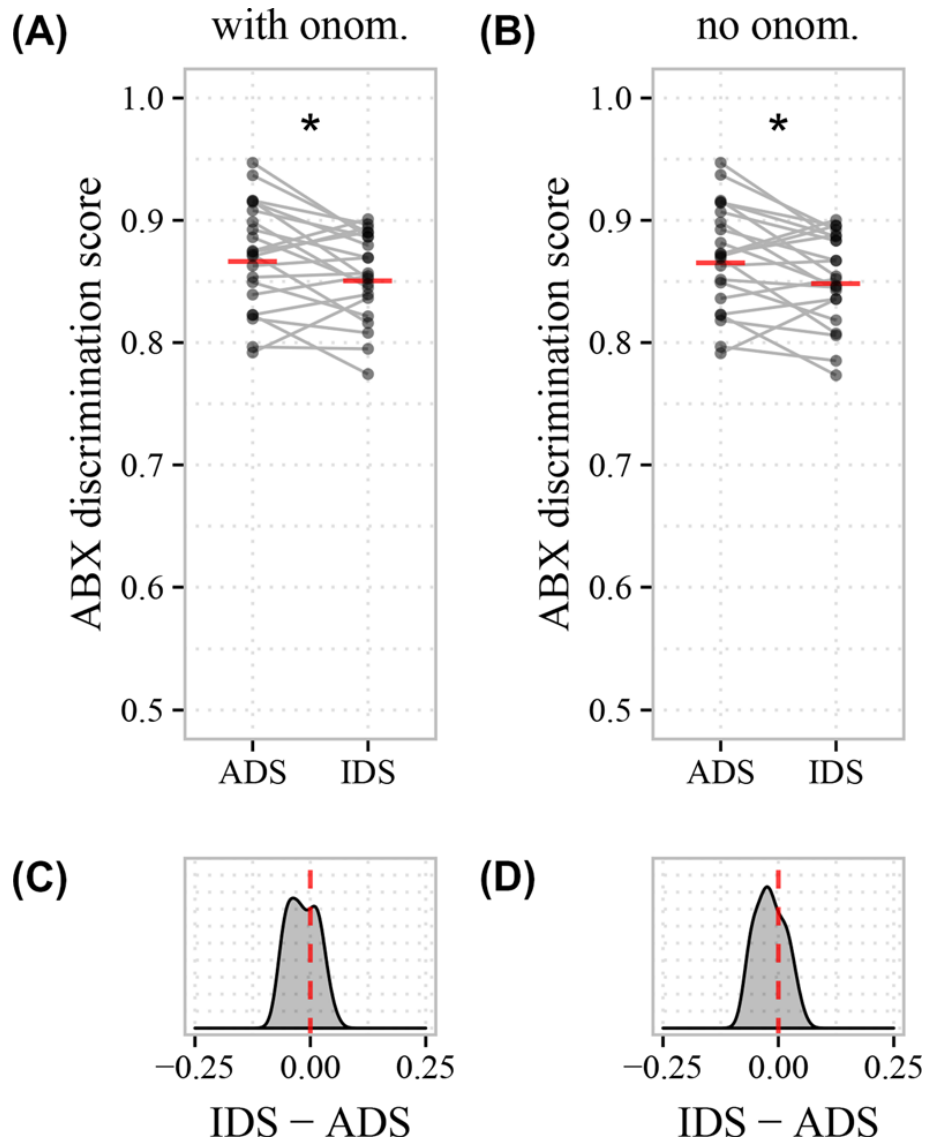 (A) with onom. (B) no onom.
1.0 * 1.0 *
0.9 0.9
0.8 0.8
0.7 0.7
0.6 0.6
0.5 0.5
ABX discrimination score ABX discrimination score
ADS IDS ADS IDS
(C) (D)
−0.25 0.00 0.25 −0.25 0.00 0.25
IDS − ADS IDS − ADS